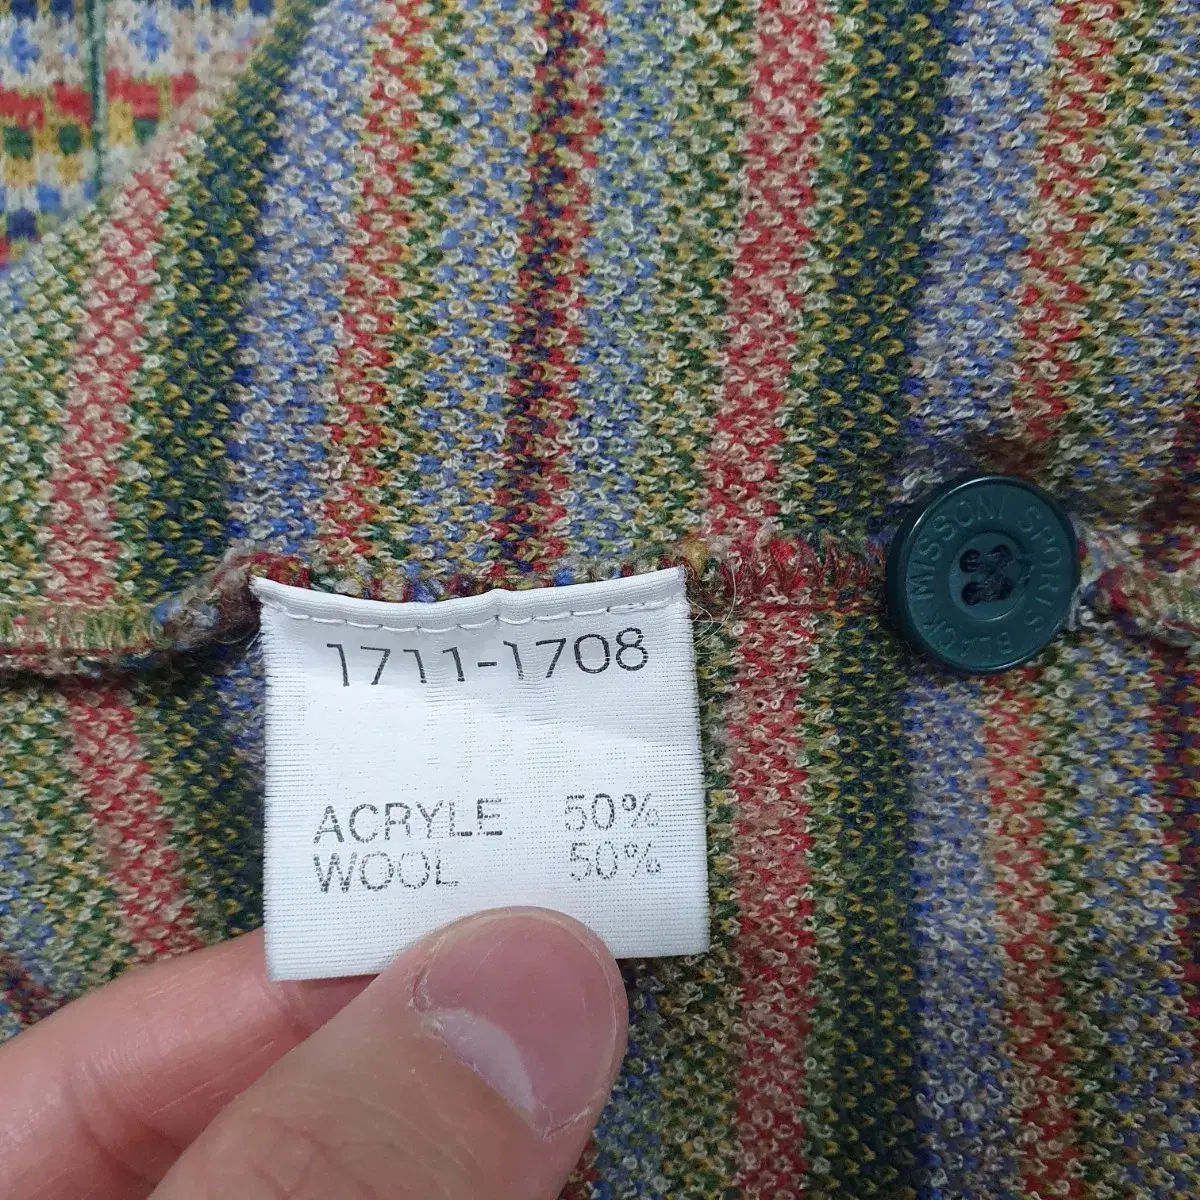 1711-1708
ACRYLE 50%
WOOL 50%
MISSONI SPORTS BLACK